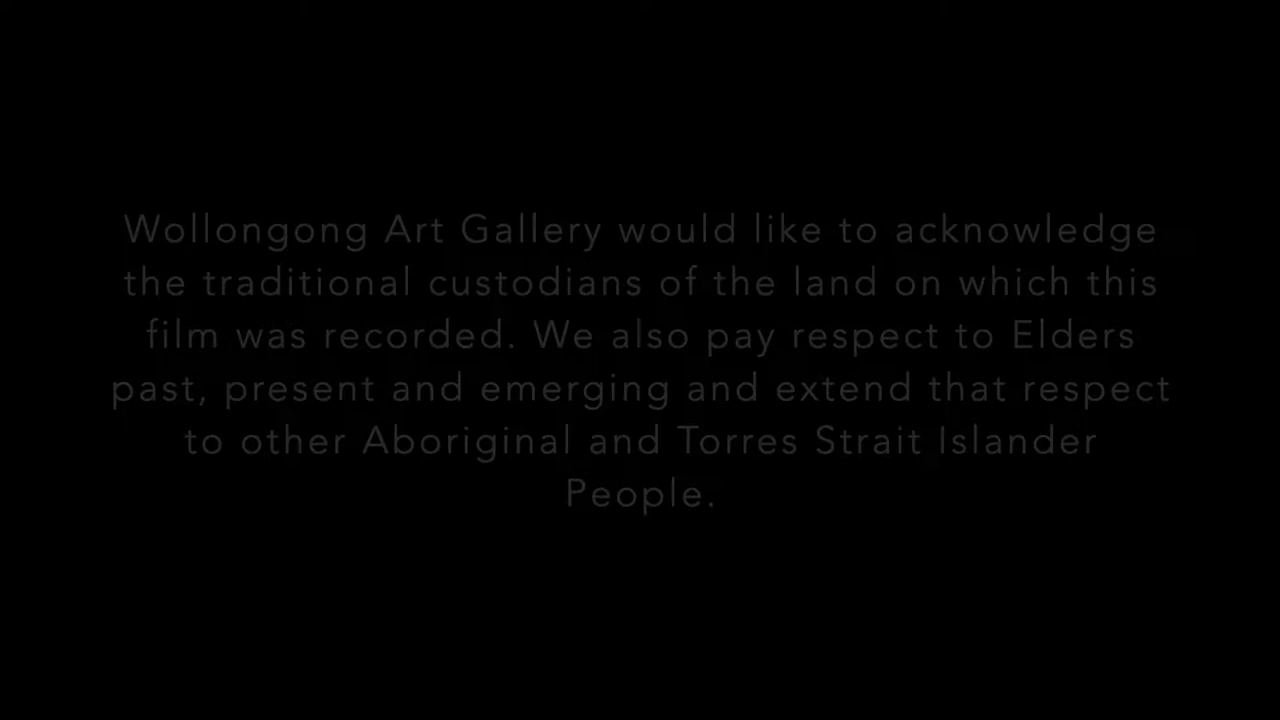 Wollongong Art Gallery would like to acknowledge
the traditional custodians of the land on which this
film was recorded. We also pay respect to Elders
past, present and emerging and extend that respect
to other Aboriginal and Torres Strait Islander
People.